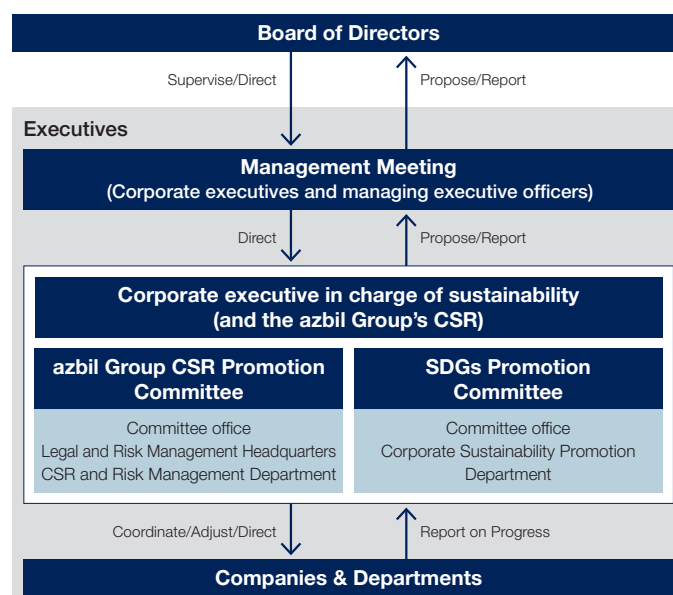 Board of Directors
Supervise/Direct
Propose/Report
Executives
Management Meeting
(Corporate executives and managing executive officers)
Direct
Propose/Report
Corporate executive in charge of sustainability
(and the azbil Group’s CSR)
azbil Group CSR Promotion
Committee
Committee office
Legal and Risk Management Headquarters
CSR and Risk Management Department
SDGs Promotion
Committee
Committee office
Corporate Sustainability Promotion
Department
Coordinate/Adjust/Direct
Report on Progress
Companies & Departments